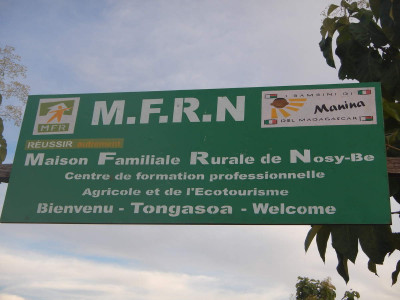 M.F.R.N
MFR
I BAMBINI DI
Manina
DEL MADAGASCAR
RÉUSSIR
Maison Familiale Rurale de Nosy-Be
Centre de formation professionnelle
Agricole et de l'Ecotourisme
Bienvenu - Tongasoa - Welcome